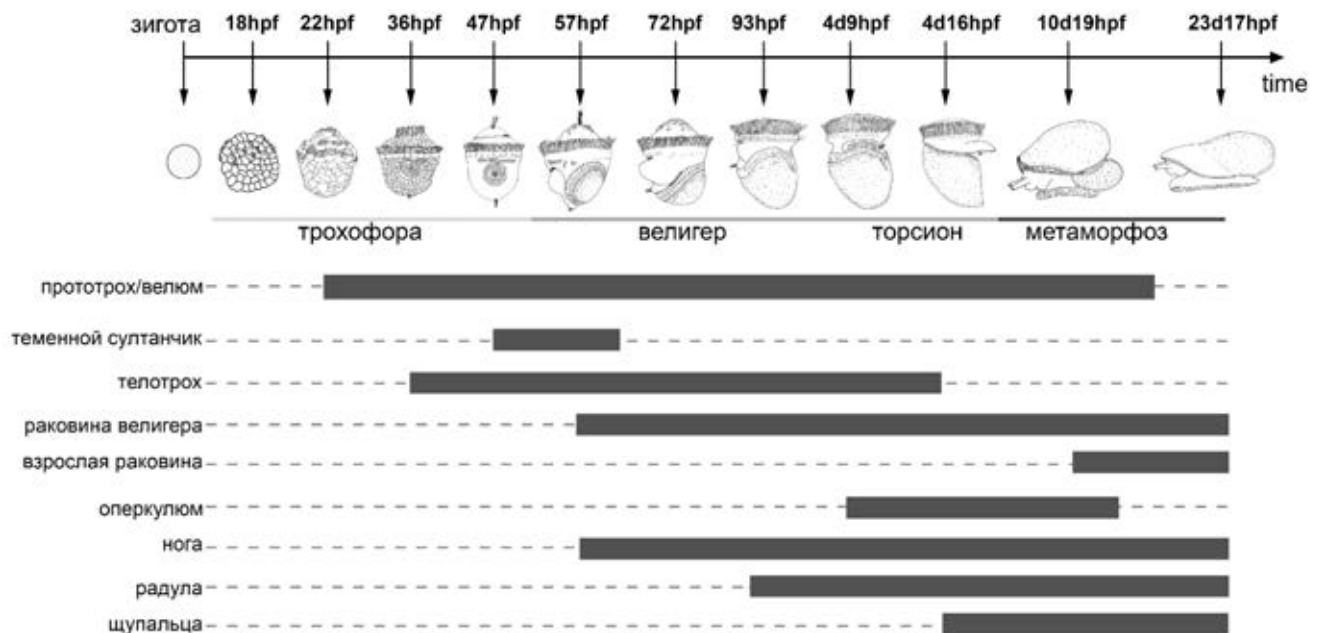 зигота 18hpf 22hpf 36hpf 47hpf 57hpf 72hpf 93hpf 4d9hpf 4d16hpf 10d19hpf 23d17hpf
time
трохофора велигер торсион метаморфоз
прототрох/велюм
теменной султанчик
телотрох
раковина велигера
взрослая раковина
оперкулюм
нога
радула
щупальца